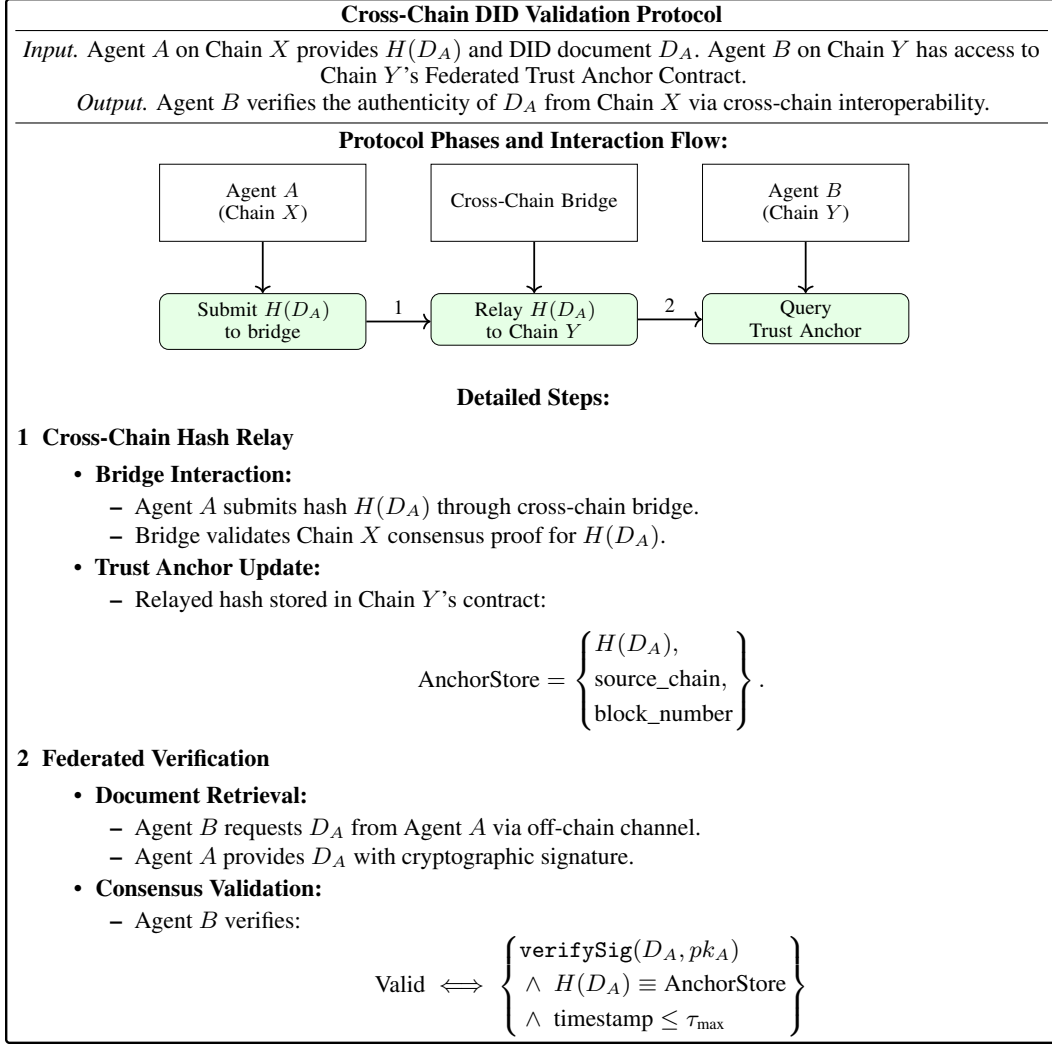 Cross-Chain DID Validation Protocol
Input. Agent A on Chain X provides H(D_A) and DID document D_A. Agent B on Chain Y has access to
Chain Y's Federated Trust Anchor Contract.
Output. Agent B verifies the authenticity of D_A from Chain X via cross-chain interoperability.
Protocol Phases and Interaction Flow:
Agent A
(Chain X)
Cross-Chain Bridge
Agent B
(Chain Y)
Submit H(D_A)
to bridge
1
Relay H(D_A)
to Chain Y
2
Query
Trust Anchor
Detailed Steps:
1 Cross-Chain Hash Relay
• Bridge Interaction:
– Agent A submits hash H(D_A) through cross-chain bridge.
– Bridge validates Chain X consensus proof for H(D_A).
• Trust Anchor Update:
– Relayed hash stored in Chain Y's contract:
AnchorStore = { H(D_A),
source_chain,
block_number } .
2 Federated Verification
• Document Retrieval:
– Agent B requests D_A from Agent A via off-chain channel.
– Agent A provides D_A with cryptographic signature.
• Consensus Validation:
– Agent B verifies:
Valid ⟺ { verifySig(D_A, pk_A)
∧ H(D_A) ≡ AnchorStore
∧ timestamp ≤ τ_max }